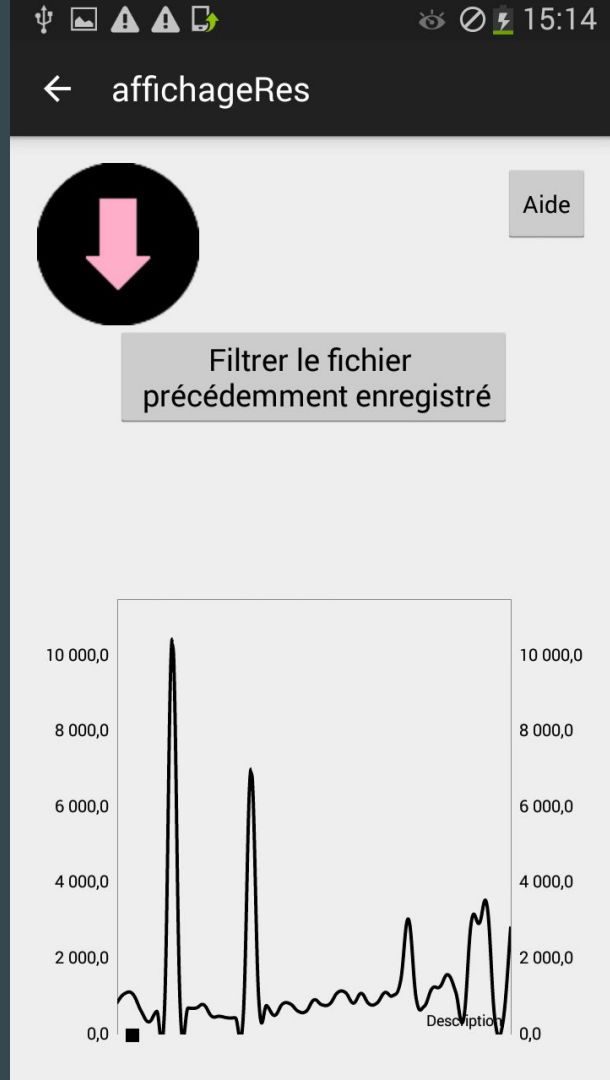 15:14
affichageRes
Aide
Filtrer le fichier
précédemment enregistré
10 000,0
10 000,0
8 000,0
8 000,0
6 000,0
6 000,0
4 000,0
4 000,0
2 000,0
2 000,0
Description
0,0
0,0